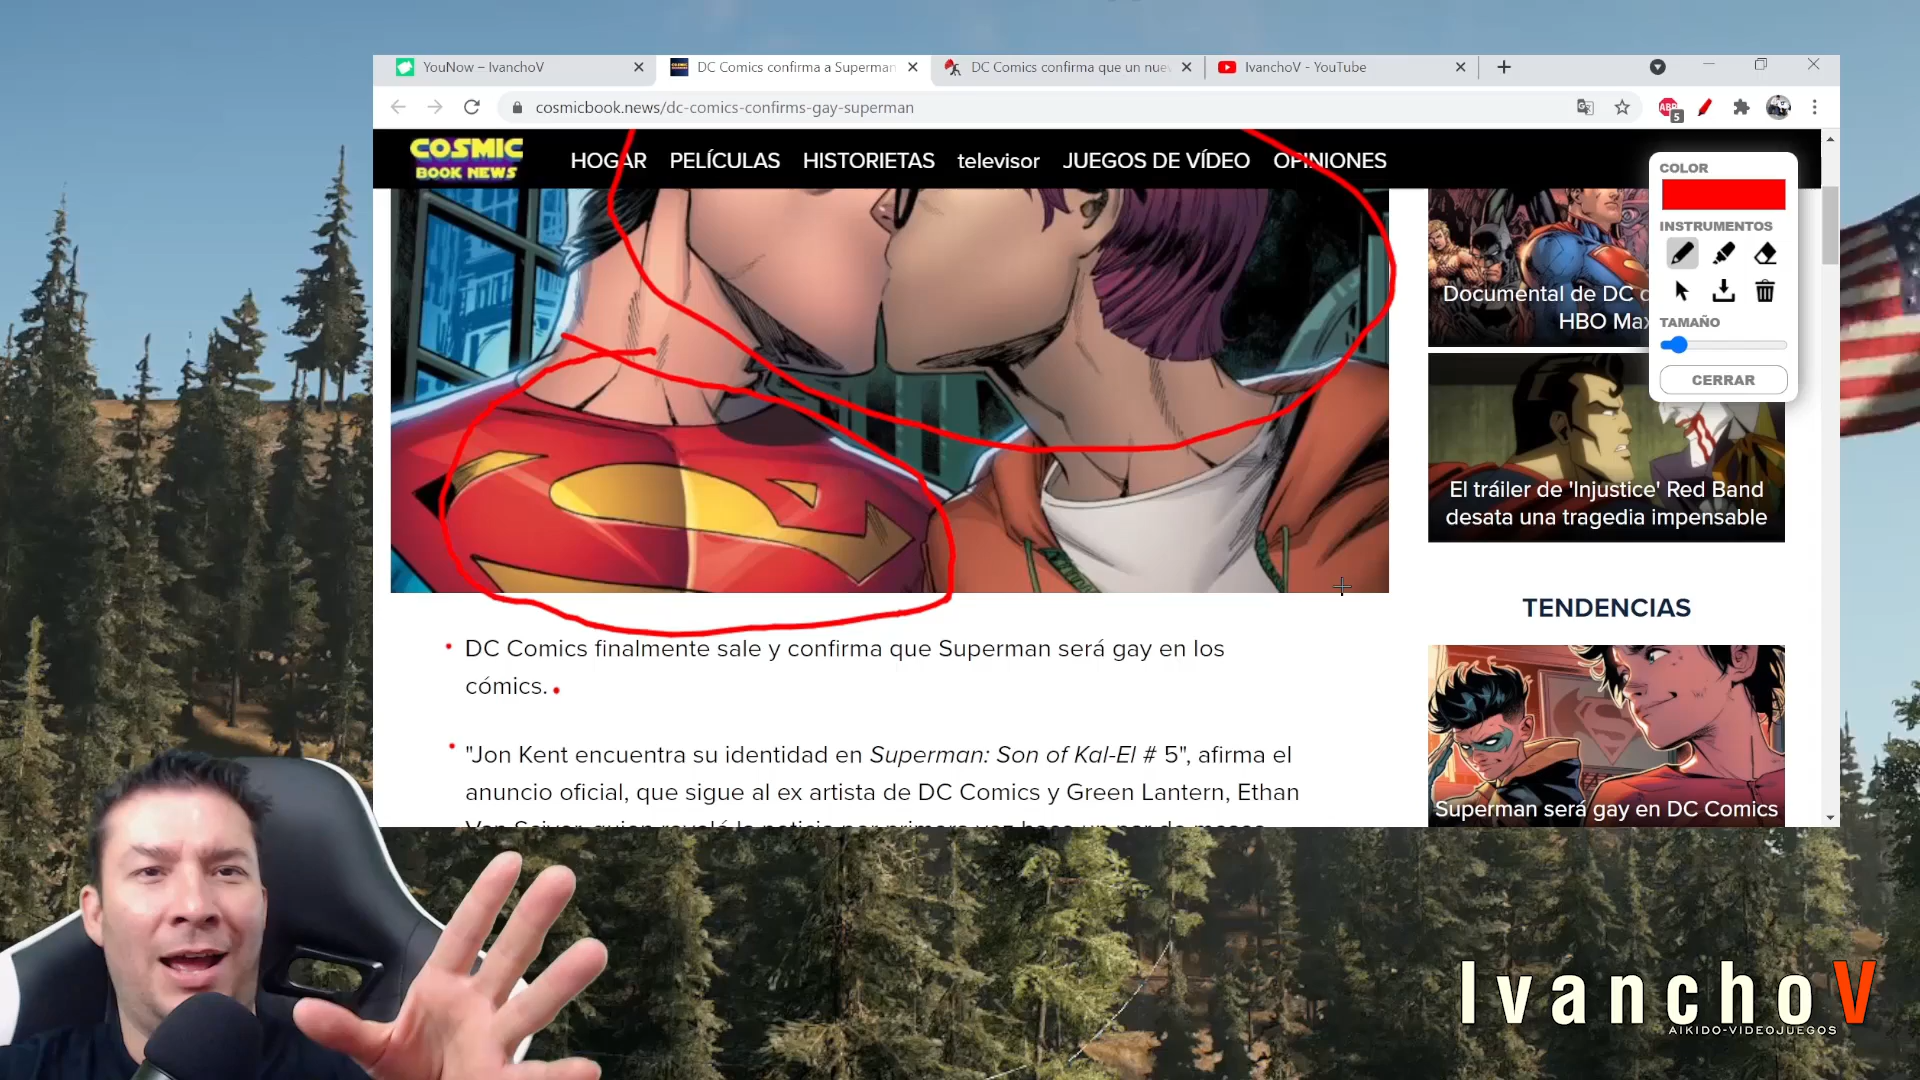 YouNow – IvanchoV
DC Comics confirma a Superman
DC Comics confirma que un nue
IvanchoV - YouTube
cosmicbook.news/dc-comics-confirms-gay-superman
ABP
5
COSMIC
BOOK NEWS
HOGAR PELÍCULAS HISTORIETAS televisor JUEGOS DE VÍDEO OPINIONES
COLOR
INSTRUMENTOS
TAMAÑO
CERRAR
Documental de DC
HBO Max
El tráiler de 'Injustice' Red Band
desata una tragedia impensable
TENDENCIAS
Superman será gay en DC Comics
DC Comics finalmente sale y confirma que Superman será gay en los
cómics.
"Jon Kent encuentra su identidad en Superman: Son of Kal-El # 5", afirma el
anuncio oficial, que sigue al ex artista de DC Comics y Green Lantern, Ethan
IvanchoV
AIKIDO-VIDEOJUEGOS